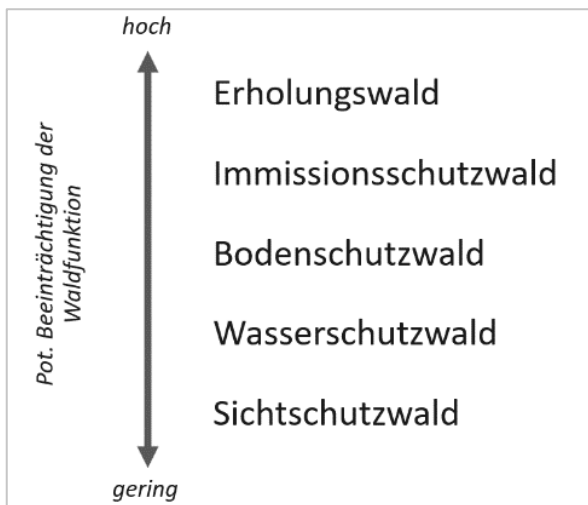 hoch
Pot. Beeinträchtigung der
Waldfunktion
Erholungswald
Immissionsschutzwald
Bodenschutzwald
Wasserschutzwald
Sichtschutzwald
gering